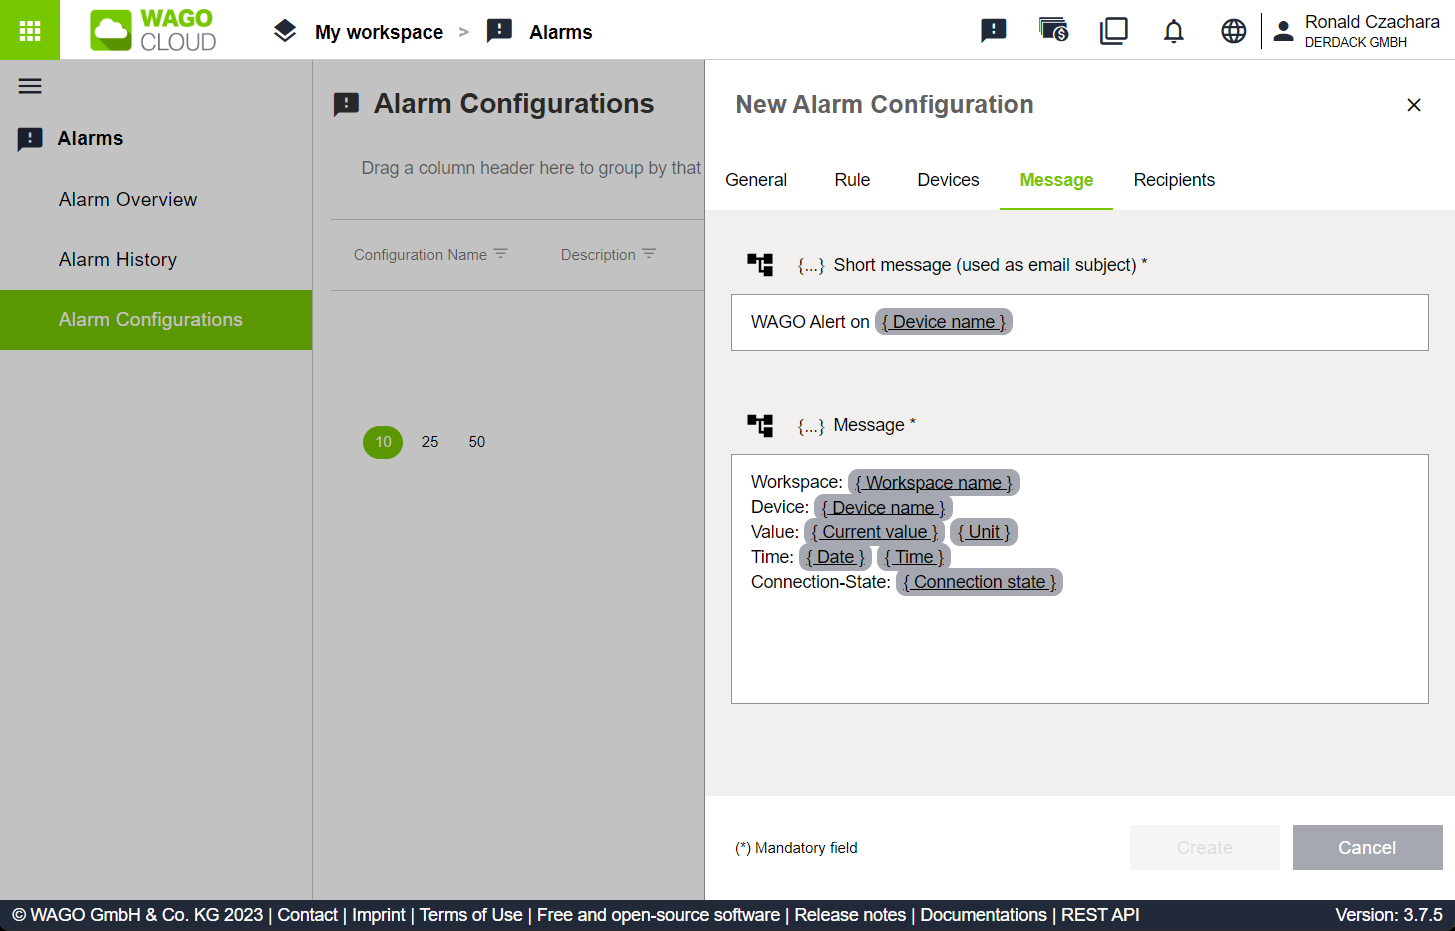 WAGO
CLOUD
My workspace > Alarms
Ronald Czachara
DERDACK GMBH
Alarms
Alarm Overview
Alarm History
Alarm Configurations
Alarm Configurations
Drag a column header here to group by that
Configuration Name Description
10 25 50
New Alarm Configuration
General Rule Devices Message Recipients
{...} Short message (used as email subject) *
WAGO Alert on { Device name }
{...} Message *
Workspace: { Workspace name }
Device: { Device name }
Value: { Current value } { Unit }
Time: { Date } { Time }
Connection-State: { Connection state }
(*) Mandatory field
Create Cancel
© WAGO GmbH & Co. KG 2023 | Contact | Imprint | Terms of Use | Free and open-source software | Release notes | Documentations | REST API
Version: 3.7.5